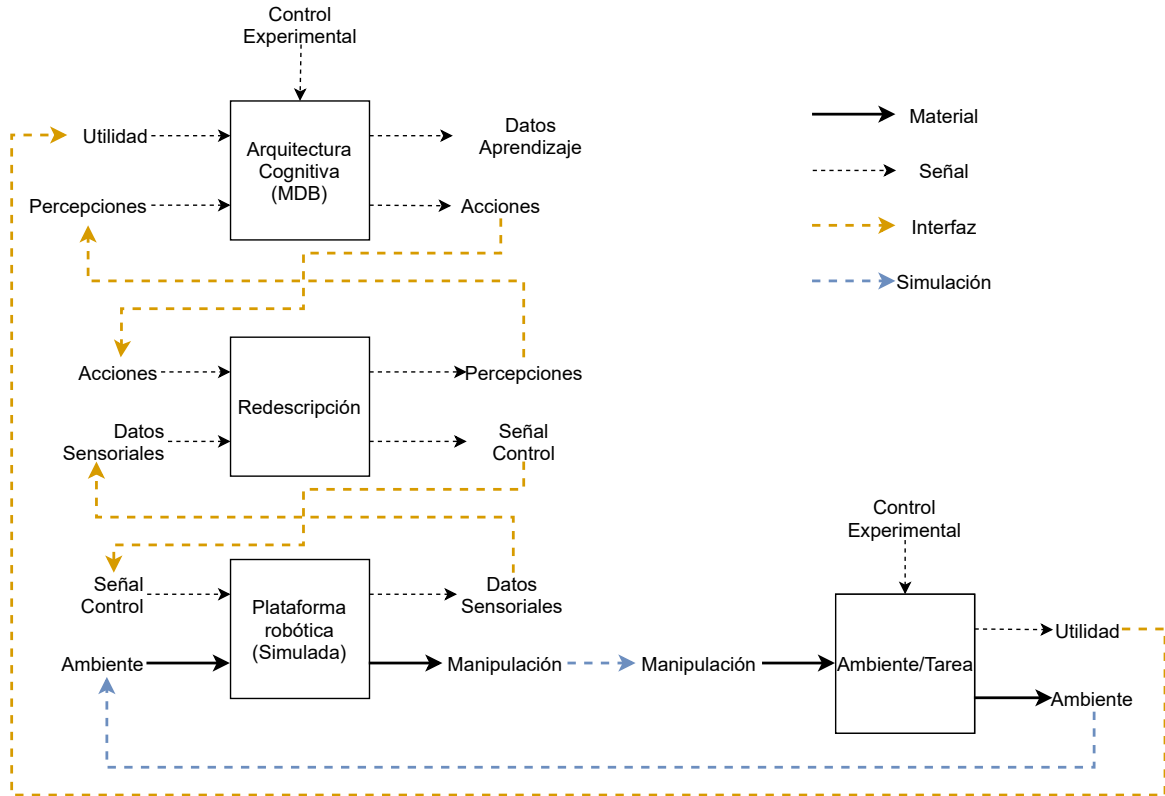 Control
Experimental
Utilidad
Percepciones
Arquitectura
Cognitiva
(MDB)
Datos
Aprendizaje
Acciones
Material
Señal
Interfaz
Simulación
Acciones
Datos
Sensoriales
Redescripción
Percepciones
Señal
Control
Señal
Control
Ambiente
Plataforma
robótica
(Simulada)
Datos
Sensoriales
Manipulación
Manipulación
Control
Experimental
Ambiente/Tarea
Utilidad
Ambiente